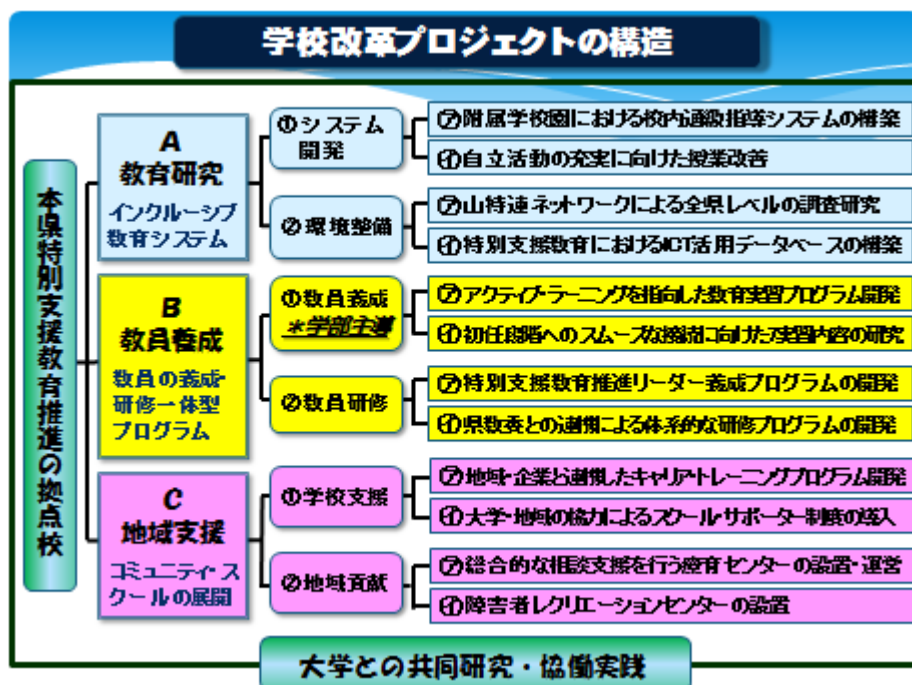 学校改革プロジェクトの構造
本県特別支援教育推進の拠点校
A
教育研究
インクルーシブ
教育システム
①システム
開発
㋐附属学校園における校内通級指導システムの構築
㋑自立活動の充実に向けた授業改善
②環境整備
㋐山特連ネットワークによる全県レベルの調査研究
㋑特別支援教育におけるICT活用データベースの構築
B
教員養成
教員の養成・
研修一体型
プログラム
①教員養成
*学部主導
㋐アクティブ・ラーニングを指向した教育実習プログラム開発
㋑初任段階へのスムーズな接続に向けた実習内容の研究
②教員研修
㋐特別支援教育推進リーダー養成プログラムの開発
㋑県教委との連携による体系的な研修プログラムの開発
C
地域支援
コミュニティ・ス
クールの展開
①学校支援
㋐地域・企業と連携したキャリア・トレーニングプログラム開発
㋑大学・地域の協力によるスクール・サポーター制度の導入
②地域貢献
㋐総合的な相談支援を行う療育センターの設置・運営
㋑障害者レクリエーションセンターの設置
大学との共同研究・協働実践